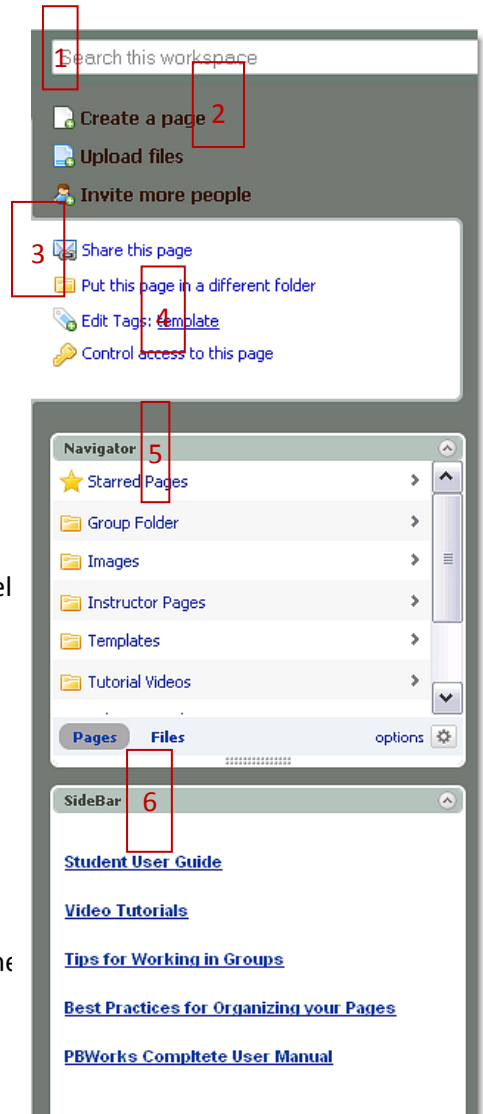 1 Search this workspace
2
Create a page
Upload files
Invite more people
3
Share this page
Put this page in a different folder
4
Edit Tags: template
Control access to this page
Navigator
5
Starred Pages
Group Folder
Images
el
Instructor Pages
Templates
Tutorial Videos
Pages Files options
SideBar
6
Student User Guide
Video Tutorials
Tips for Working in Groups
Best Practices for Organizing your Pages
PBWorks Compltete User Manual